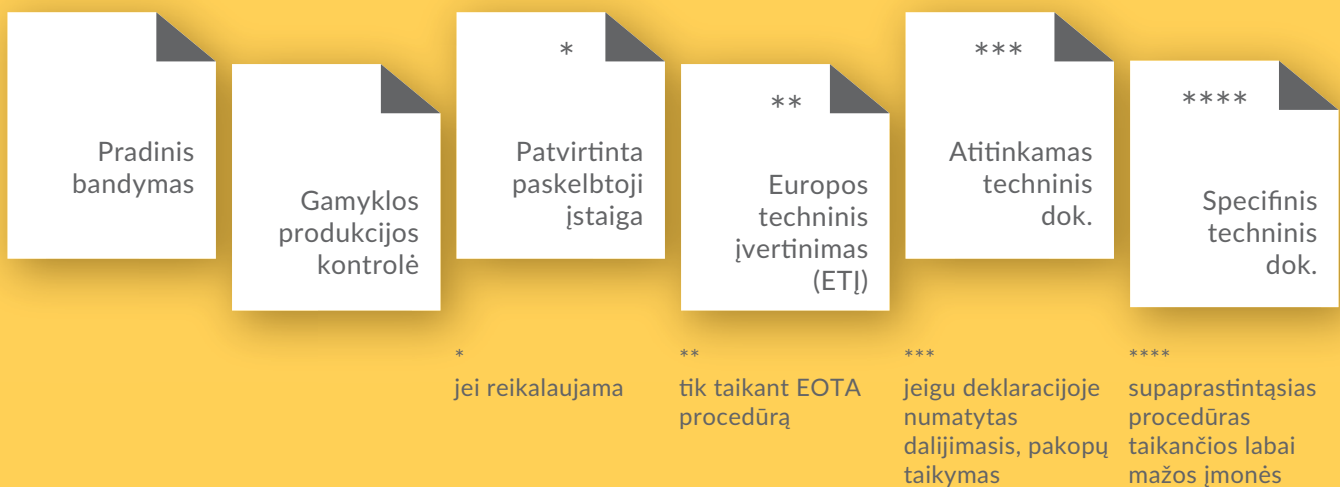 Pradinis
bandymas
Gamyklos
produkcijos
kontrolė
*
Patvirtinta
paskelbtoji
įstaiga
**
Europos
techninis
įvertinimas
(ETĮ)
***
Atitinkamas
techninis
dok.
****
Specifinis
techninis
dok.
*
jei reikalaujama
**
tik taikant EOTA
procedūrą
***
jeigu deklaracijoje
numatytas
dalijimasis, pakopų
taikymas
****
supaprastintąsias
procedūras
taikančios labai
mažos įmonės